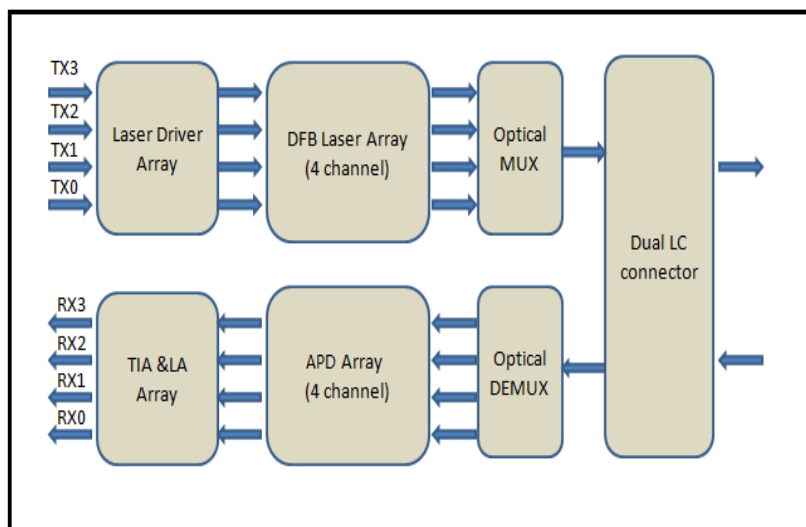 TX3
TX2
TX1
TX0
Laser Driver
Array
DFB Laser Array
(4 channel)
Optical
MUX
Dual LC
connector
RX3
RX2
RX1
RX0
TIA &LA
Array
APD Array
(4 channel)
Optical
DEMUX